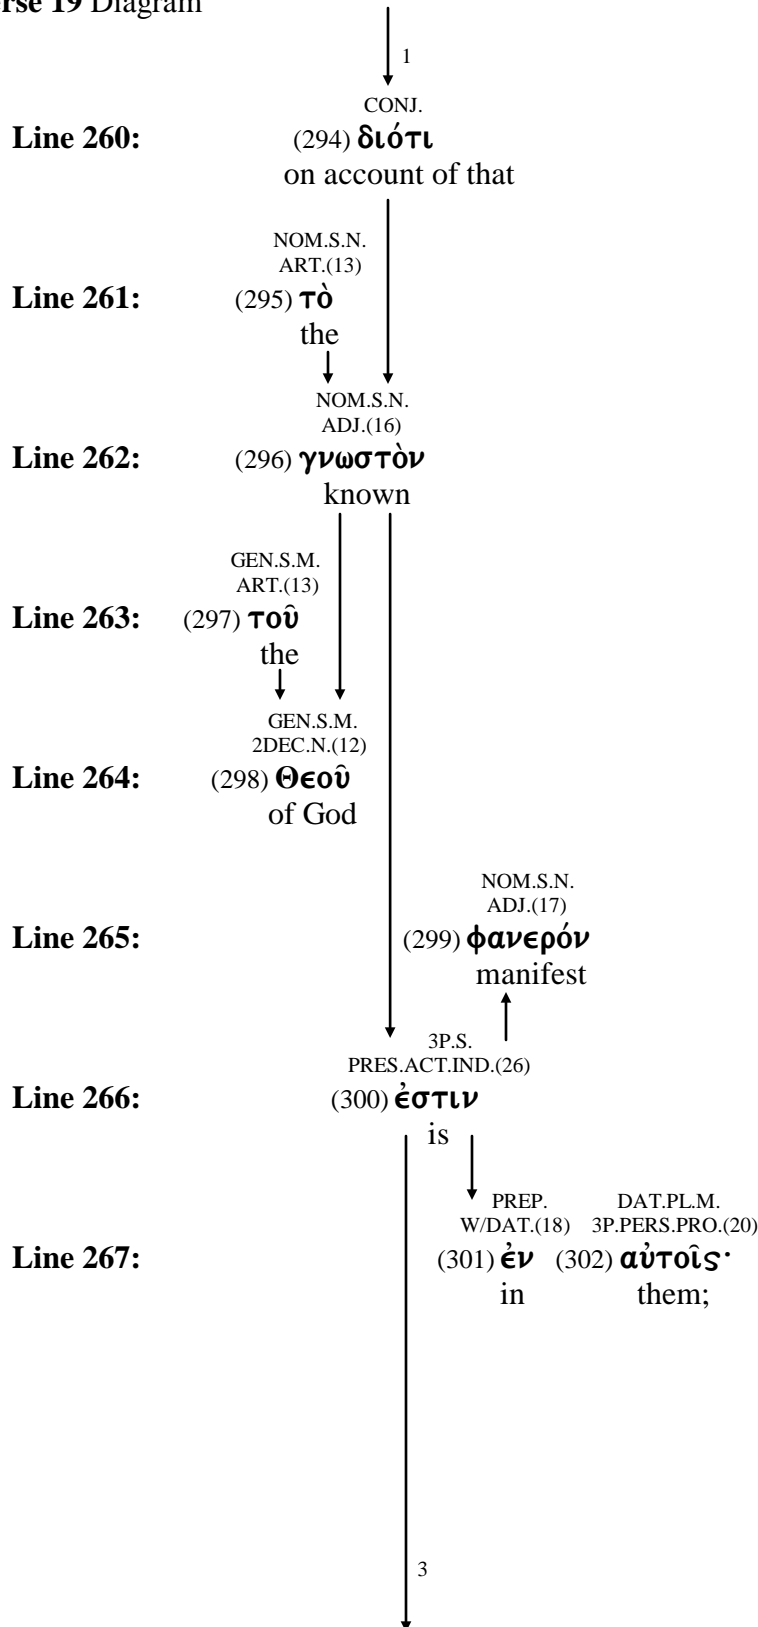 erse 19 Diagram
1
CONJ.
Line 260: (294) διότι
on account of that
NOM.S.N.
ART.(13)
Line 261: (295) τὸ
the
NOM.S.N.
ADJ.(16)
Line 262: (296) γνωστὸν
known
GEN.S.M.
ART.(13)
Line 263: (297) τοῦ
the
GEN.S.M.
2DEC.N.(12)
Line 264: (298) Θεοῦ
of God
NOM.S.N.
ADJ.(17)
Line 265: (299) φανερόν
manifest
3P.S.
PRES.ACT.IND.(26)
Line 266: (300) ἐστιν
is
PREP. DAT.PL.M.
W/DAT.(18) 3P.PERS.PRO.(20)
Line 267: (301) ἐν (302) αὐτοῖς·
in them;
3